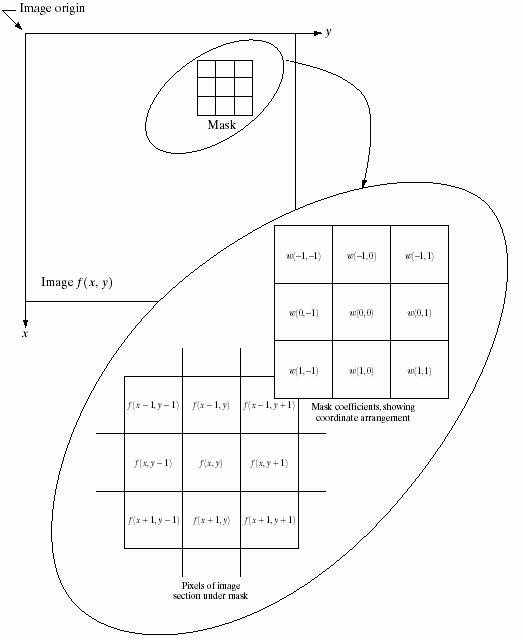 Image origin
y
Mask
Image f(x, y)
x
w(−1,−1) w(−1,0) w(−1,1)
w(0,−1) w(0,0) w(0,1)
w(1,−1) w(1,0) w(1,1)
Mask coefficients, showing
coordinate arrangement
f(x−1,y−1) f(x−1,y) f(x−1,y+1)
f(x,y−1) f(x,y) f(x,y+1)
f(x+1,y−1) f(x+1,y) f(x+1,y+1)
Pixels of image
section under mask